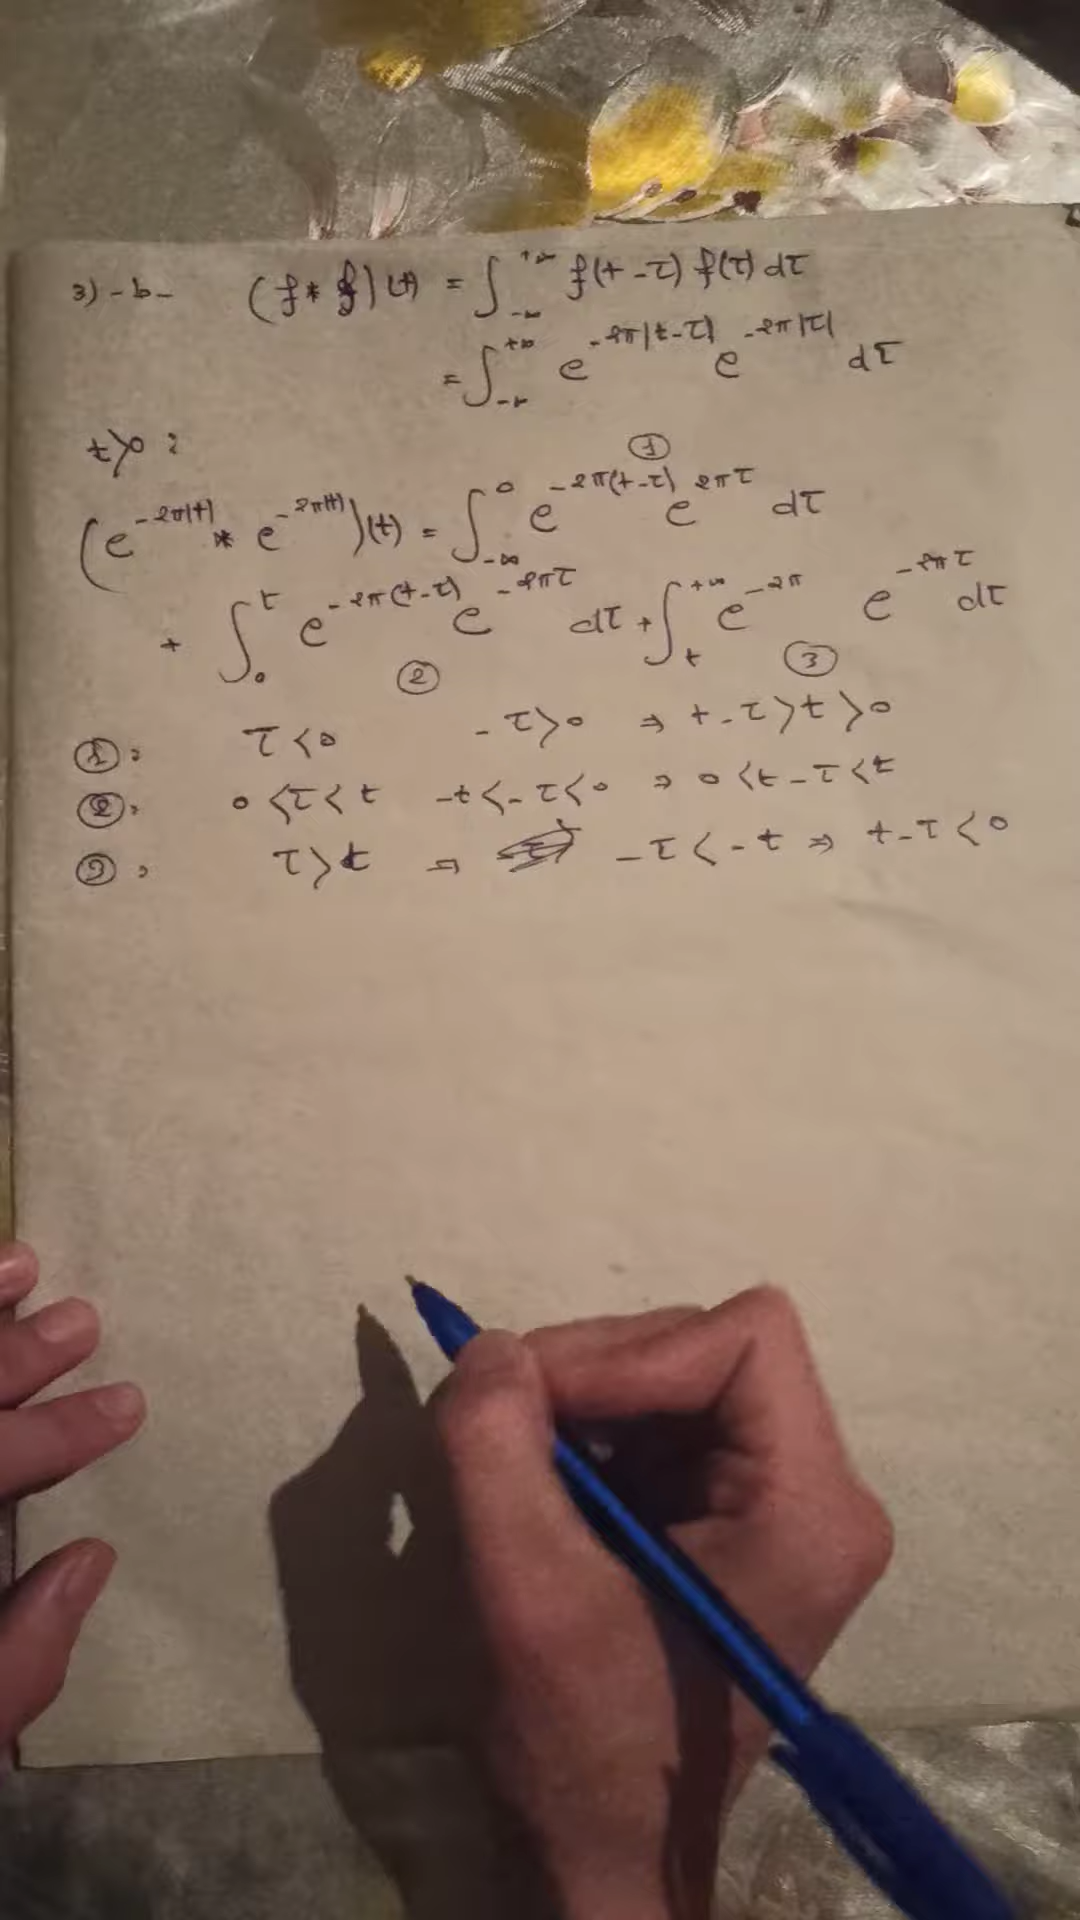 3) - b -   (f * f)(t) = ∫_{-∞}^{+∞} f(t - τ) f(τ) dτ
= ∫_{-∞}^{+∞} e^{-2π|t-τ|} e^{-2π|τ|} dτ
t>0 :
①
(e^{-2π|t|} * e^{-2π|t|})(t) = ∫_{-∞}^{0} e^{-2π(t-τ)} e^{2πτ} dτ
+ ∫_{0}^{t} e^{-2π(t-τ)} e^{-2πτ} dτ + ∫_{t}^{+∞} e^{-2π} e^{-2πτ} dτ
② ③
① : τ < 0   - τ > 0 ⇒ t - τ > t > 0
② : 0 < τ < t   -t < - τ < 0 ⇒ 0 < t - τ < t
③ : τ > t ⇒ - τ < - t ⇒ t - τ < 0